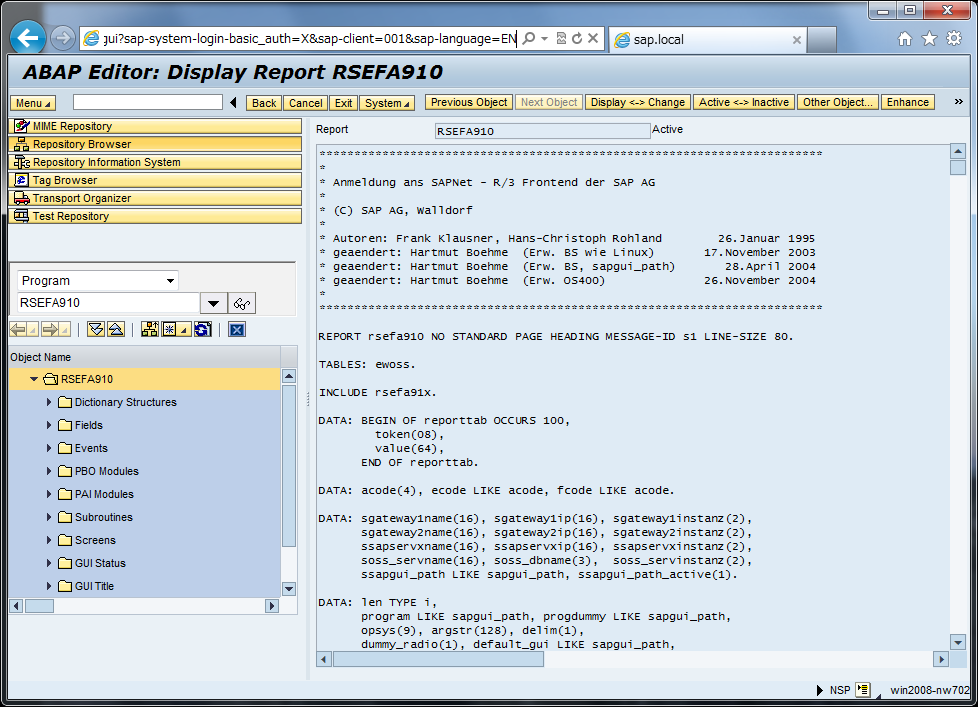 gui?sap-system-login-basic_auth=X&sap-client=001&sap-language=EN
sap.local
ABAP Editor: Display Report RSEFA910
Menu Back Cancel Exit System Previous Object Next Object Display <-> Change Active <-> Inactive Other Object... Enhance »
MIME Repository
Repository Browser
Repository Information System
Tag Browser
Transport Organizer
Test Repository
Program
RSEFA910
Object Name
RSEFA910
Dictionary Structures
Fields
Events
PBO Modules
PAI Modules
Subroutines
Screens
GUI Status
GUI Title
Report RSEFA910 Active
************************************************************************
*
* Anmeldung ans SAPNet - R/3 Frontend der SAP AG
*
* (C) SAP AG, Walldorf
*
* Autoren: Frank Klausner, Hans-Christoph Rohland        26.Januar 1995
* geaendert: Hartmut Boehme  (Erw. BS wie Linux)       17.November 2003
* geaendert: Hartmut Boehme  (Erw. BS, sapgui_path)       28.April 2004
* geaendert: Hartmut Boehme  (Erw. OS400)              26.November 2004
*
************************************************************************
REPORT rsefa910 NO STANDARD PAGE HEADING MESSAGE-ID s1 LINE-SIZE 80.
TABLES: ewoss.
INCLUDE rsefa91x.
DATA: BEGIN OF reporttab OCCURS 100,
token(08),
value(64),
END OF reporttab.
DATA: acode(4), ecode LIKE acode, fcode LIKE acode.
DATA: sgateway1name(16), sgateway1ip(16), sgateway1instanz(2),
sgateway2name(16), sgateway2ip(16), sgateway2instanz(2),
ssapservxname(16), ssapservxip(16), ssapservxinstanz(2),
soss_servname(16), soss_dbname(3),  soss_servinstanz(2),
ssapgui_path LIKE sapgui_path, ssapgui_path_active(1).
DATA: len TYPE i,
program LIKE sapgui_path, progdummy LIKE sapgui_path,
opsys(9), argstr(128), delim(1),
dummy_radio(1), default_gui LIKE sapgui_path,
NSP win2008-nw702